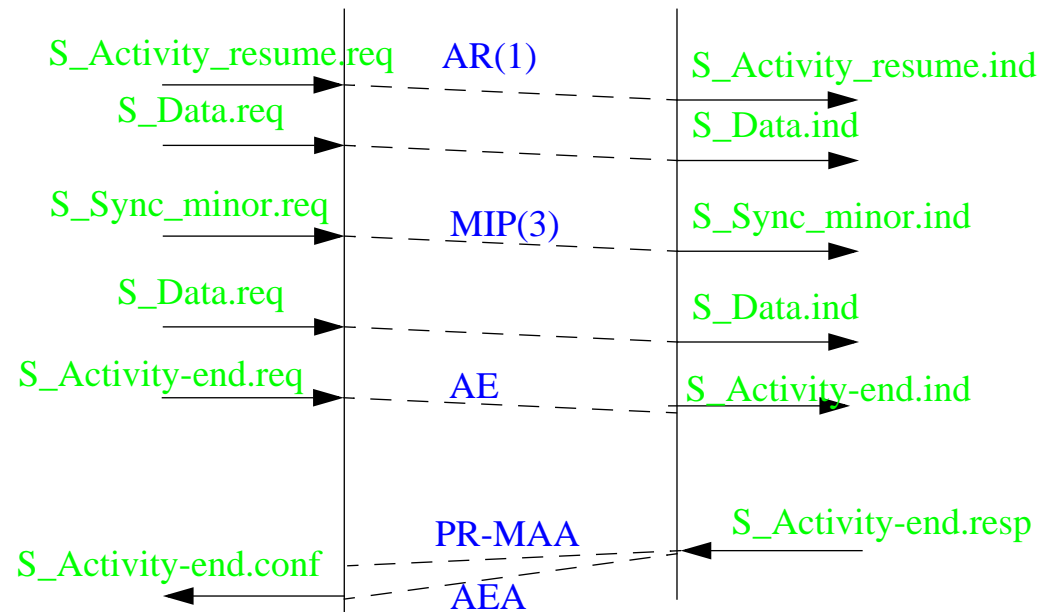 S_Activity_resume.req
AR(1)
S_Activity_resume.ind
S_Data.req
S_Data.ind
S_Sync_minor.req
MIP(3)
S_Sync_minor.ind
S_Data.req
S_Data.ind
S_Activity-end.req
AE
S_Activity-end.ind
PR-MAA
S_Activity-end.resp
S_Activity-end.conf
AEA